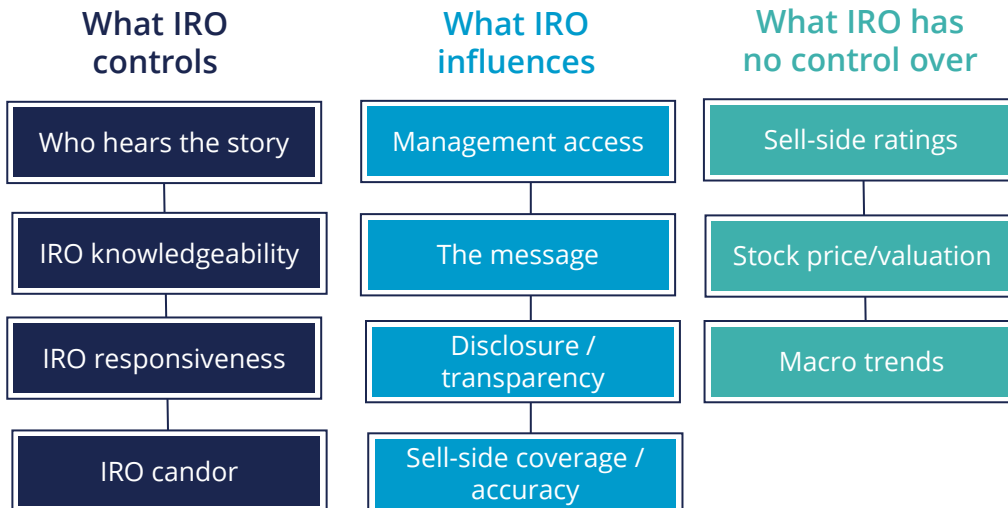 What IRO
controls
Who hears the story
IRO knowledgeability
IRO responsiveness
IRO candor
What IRO
influences
Management access
The message
Disclosure /
transparency
Sell-side coverage /
accuracy
What IRO has
no control over
Sell-side ratings
Stock price/valuation
Macro trends